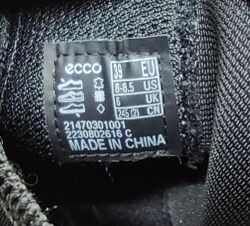 ecco
39 EU
8-8.5 US
6 UK
245 (2) CN
21470301001
2230802616 C
MADE IN CHINA